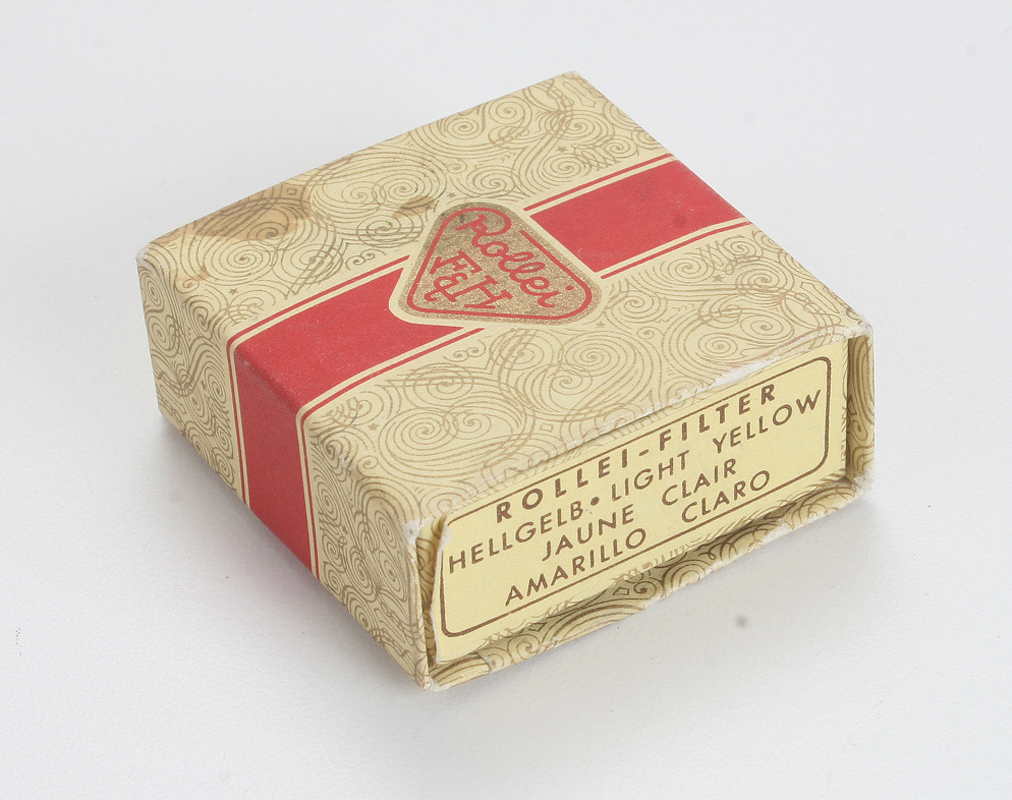 Rollei
F&H
ROLLEI-FILTER
HELLGELB • LIGHT YELLOW
JAUNE CLAIR
AMARILLO CLARO